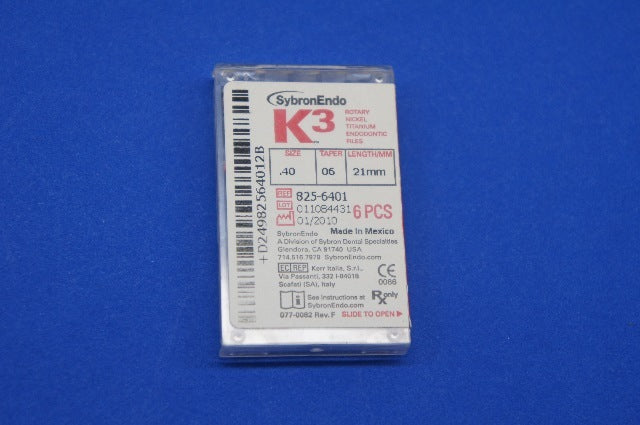 SybronEndo
K3
ROTARY
NICKEL
TITANIUM
ENDODONTIC
FILES
SIZE TAPER LENGTH/MM
.40 06 21mm
REF 825-6401
LOT 011084431 6 PCS
01/2010
SybronEndo Made in Mexico
A Division of Sybron Dental Specialties
Glendora, CA 91740 USA
714.516.7979 SybronEndo.com
EC REP Kerr Italia, S.r.l.,
Via Passanti, 332 I-84018
Scafati (SA), Italy
CE
0086
i See Instructions at
SybronEndo.com
Rx only
077-0082 Rev. F SLIDE TO OPEN
+D24982564012B